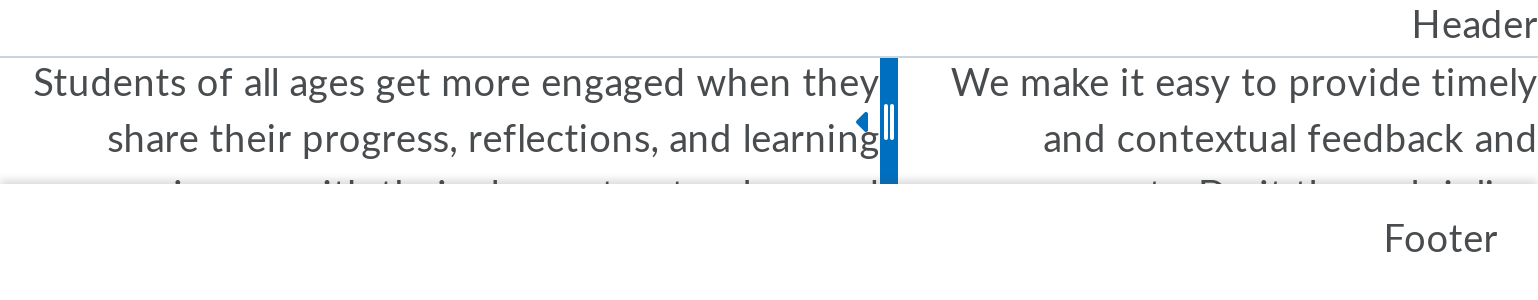 Header
Students of all ages get more engaged when they
share their progress, reflections, and learning
We make it easy to provide timely
and contextual feedback and
Footer